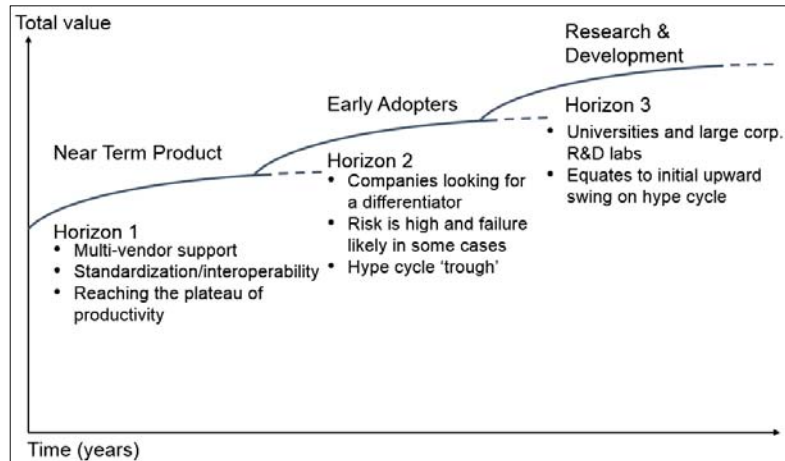 Total value
Research &
Development
Early Adopters
Horizon 3
• Universities and large corp.
R&D labs
• Equates to initial upward
swing on hype cycle
Near Term Product
Horizon 2
• Companies looking for
a differentiator
• Risk is high and failure
likely in some cases
• Hype cycle ‘trough’
Horizon 1
• Multi-vendor support
• Standardization/interoperability
• Reaching the plateau of
productivity
Time (years)